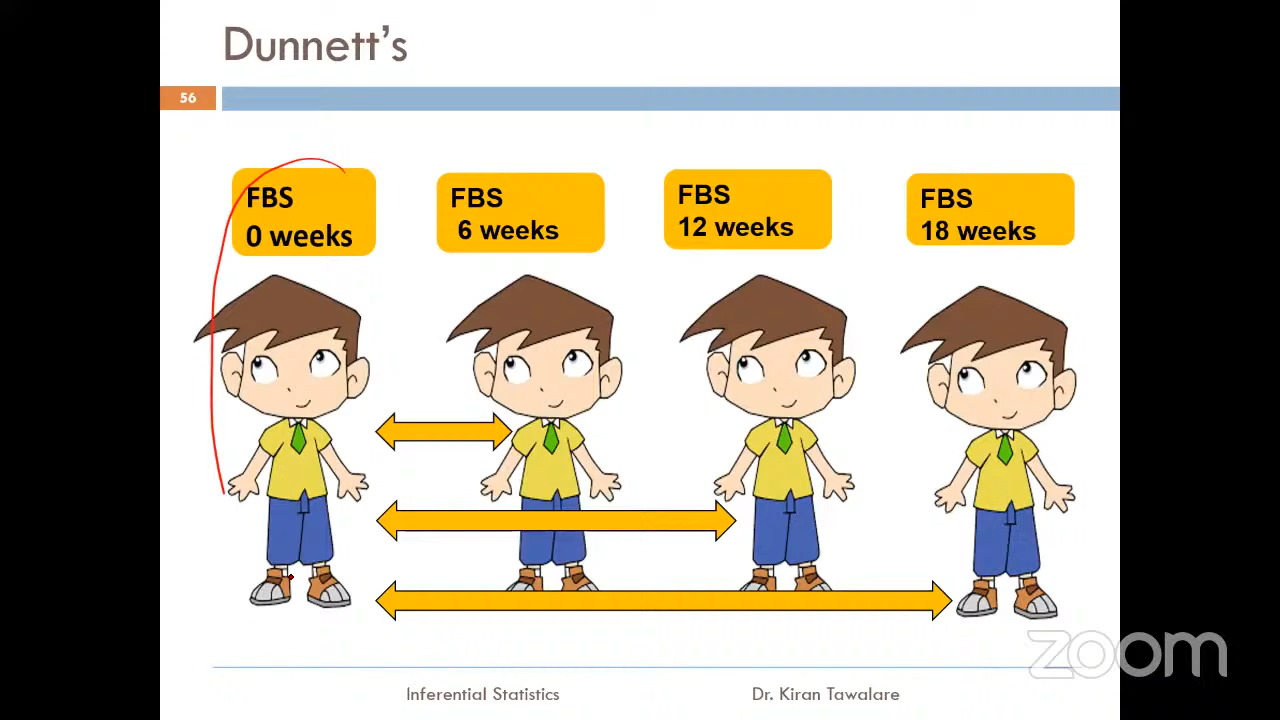 Dunnett's
56
FBS
0 weeks
FBS
6 weeks
FBS
12 weeks
FBS
18 weeks
zoom
Inferential Statistics
Dr. Kiran Tawalare